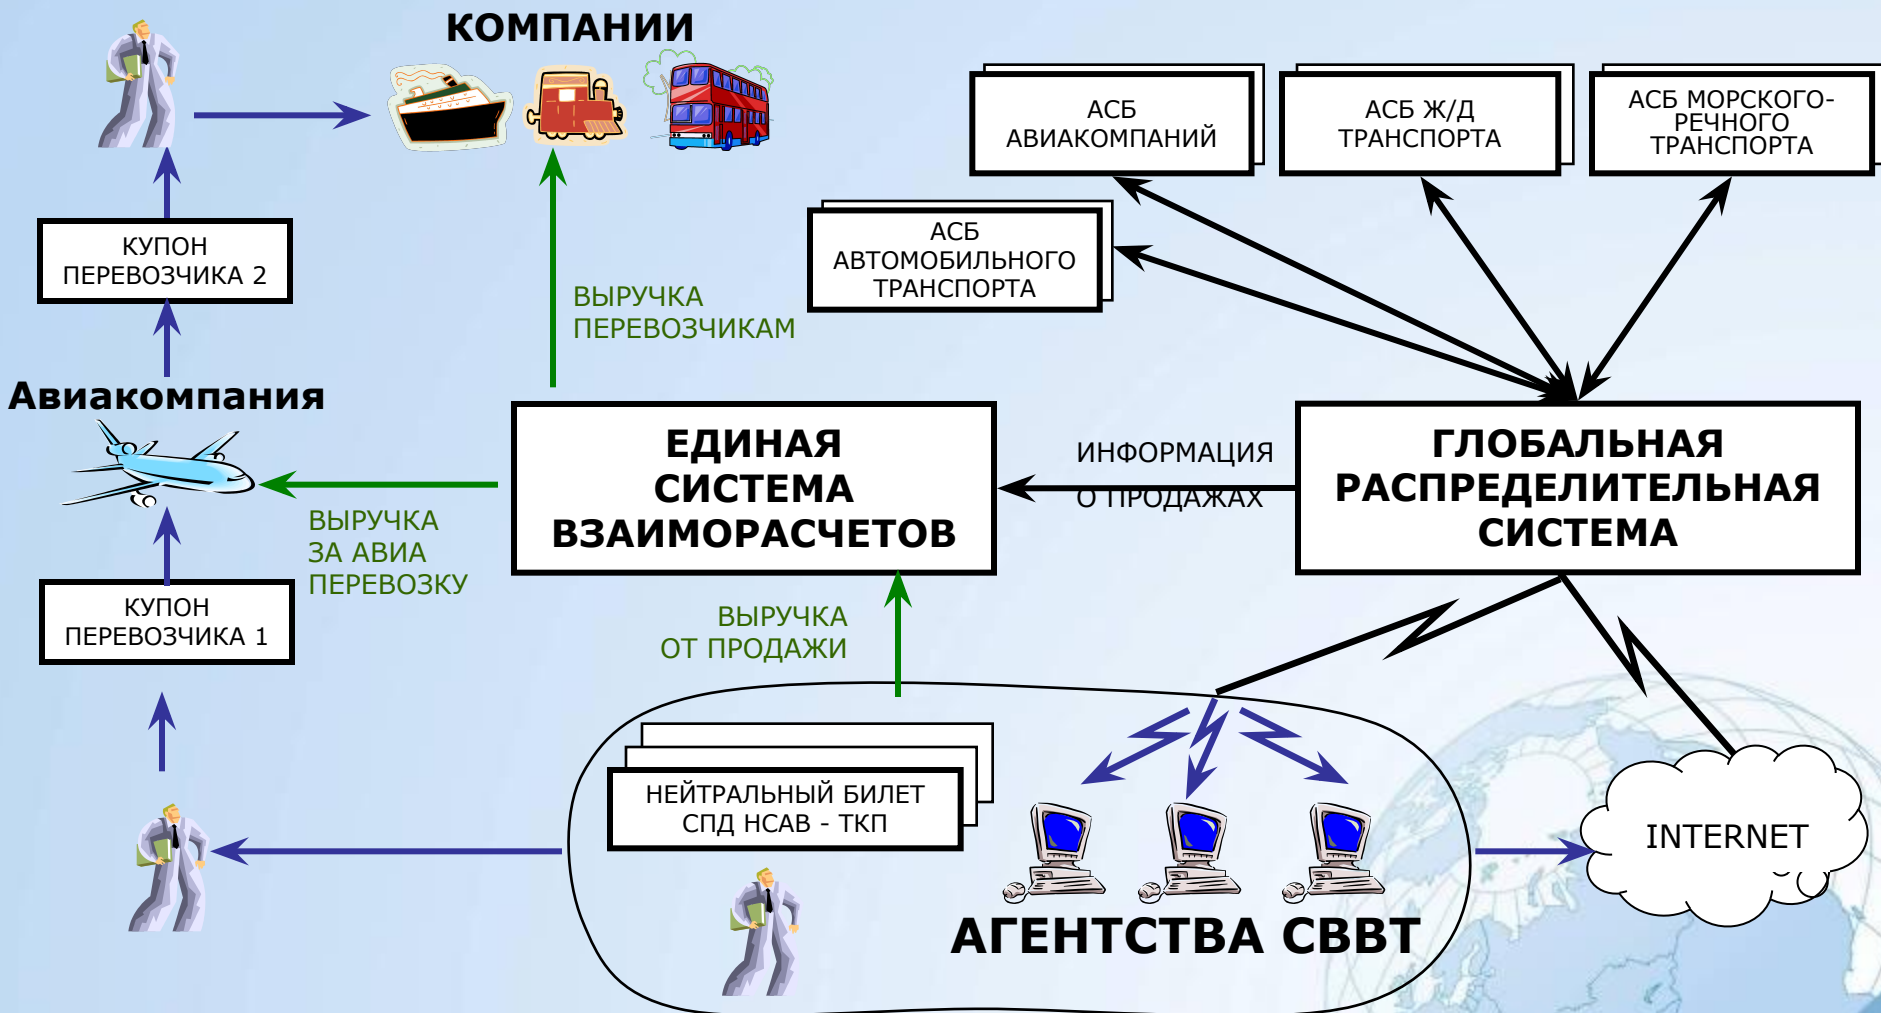 КОМПАНИИ
АСБ
АВИАКОМПАНИЙ
АСБ Ж/Д
ТРАНСПОРТА
АСБ МОРСКОГО-
РЕЧНОГО
ТРАНСПОРТА
КУПОН
ПЕРЕВОЗЧИКА 2
АСБ
АВТОМОБИЛЬНОГО
ТРАНСПОРТА
ВЫРУЧКА
ПЕРЕВОЗЧИКАМ
Авиакомпания
ЕДИНАЯ
СИСТЕМА
ВЗАИМОРАСЧЕТОВ
ИНФОРМАЦИЯ
О ПРОДАЖАХ
ГЛОБАЛЬНАЯ
РАСПРЕДЕЛИТЕЛЬНАЯ
СИСТЕМА
ВЫРУЧКА
ЗА АВИА
ПЕРЕВОЗКУ
КУПОН
ПЕРЕВОЗЧИКА 1
ВЫРУЧКА
ОТ ПРОДАЖИ
НЕЙТРАЛЬНЫЙ БИЛЕТ
СПД НСАВ - ТКП
INTERNET
АГЕНТСТВА СВВТ